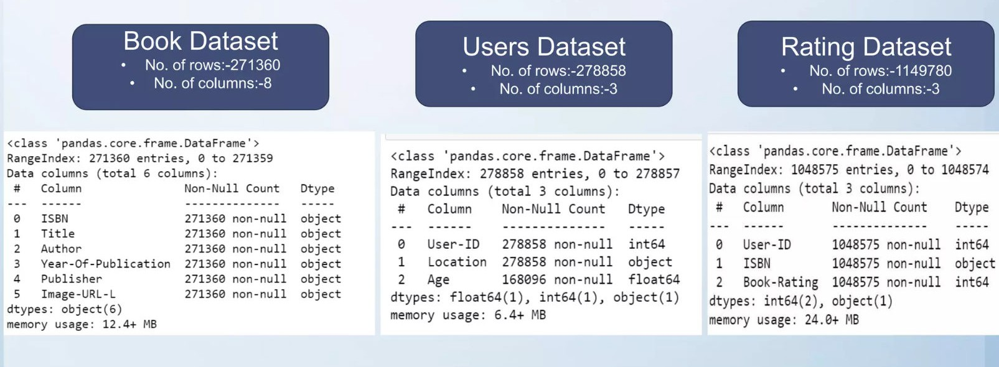 Book Dataset
• No. of rows:-271360
• No. of columns:-8
Users Dataset
• No. of rows:-278858
• No. of columns:-3
Rating Dataset
• No. of rows:-1149780
• No. of columns:-3
<class 'pandas.core.frame.DataFrame'>
RangeIndex: 271360 entries, 0 to 271359
Data columns (total 6 columns):
# Column Non-Null Count Dtype
--- ------ -------------- -----
0 ISBN 271360 non-null object
1 Title 271360 non-null object
2 Author 271360 non-null object
3 Year-Of-Publication 271360 non-null object
4 Publisher 271360 non-null object
5 Image-URL-L 271360 non-null object
dtypes: object(6)
memory usage: 12.4+ MB
<class 'pandas.core.frame.DataFrame'>
RangeIndex: 278858 entries, 0 to 278857
Data columns (total 3 columns):
# Column Non-Null Count Dtype
--- ------ -------------- -----
0 User-ID 278858 non-null int64
1 Location 278858 non-null object
2 Age 168096 non-null float64
dtypes: float64(1), int64(1), object(1)
memory usage: 6.4+ MB
<class 'pandas.core.frame.DataFrame'>
RangeIndex: 1048575 entries, 0 to 1048574
Data columns (total 3 columns):
# Column Non-Null Count Dtype
--- ------ -------------- -----
0 User-ID 1048575 non-null int64
1 ISBN 1048575 non-null object
2 Book-Rating 1048575 non-null int64
dtypes: int64(2), object(1)
memory usage: 24.0+ MB